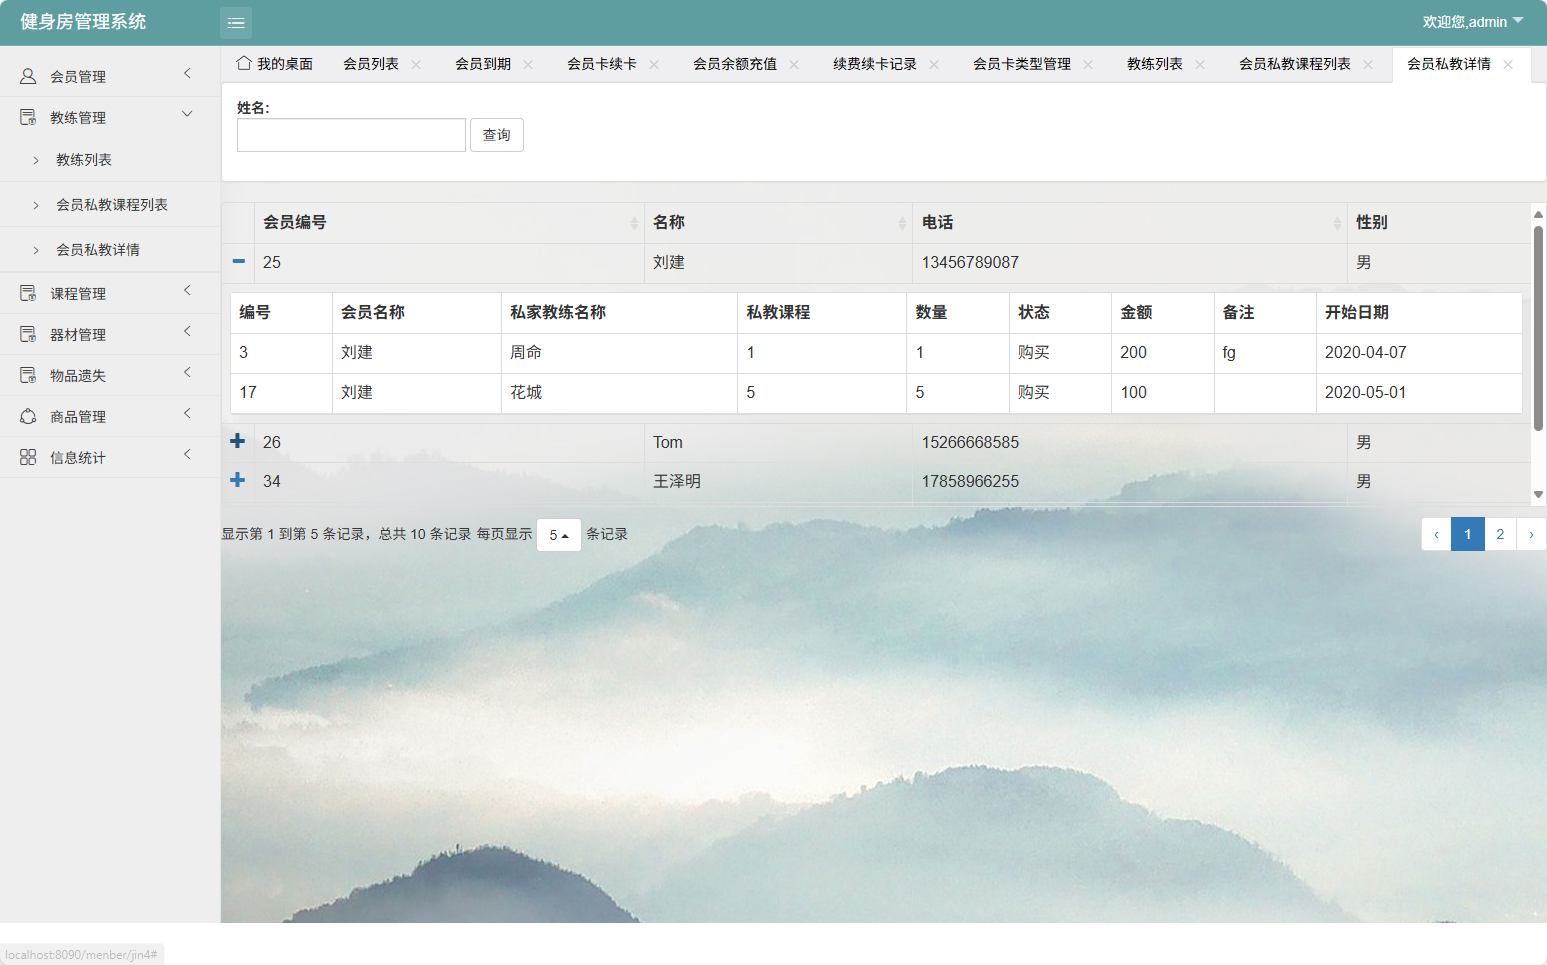 健身房管理系统
欢迎您,admin
我的桌面 会员列表 会员到期 会员卡续卡 会员余额充值 续费续卡记录 会员卡类型管理 教练列表 会员私教课程列表 会员私教详情
会员管理
教练管理
教练列表
会员私教课程列表
会员私教详情
课程管理
器材管理
物品遗失
商品管理
信息统计
姓名:
查询
会员编号 名称 电话 性别
25 刘建 13456789087 男
编号 会员名称 私家教练名称 私教课程 数量 状态 金额 备注 开始日期
3 刘建 周命 1 1 购买 200 fg 2020-04-07
17 刘建 花城 5 5 购买 100 2020-05-01
26 Tom 15266668585 男
34 王泽明 17858966255 男
显示第 1 到第 5 条记录，总共 10 条记录 每页显示 5 条记录
‹ 1 2 ›
localhost:8090/menber/jin4#